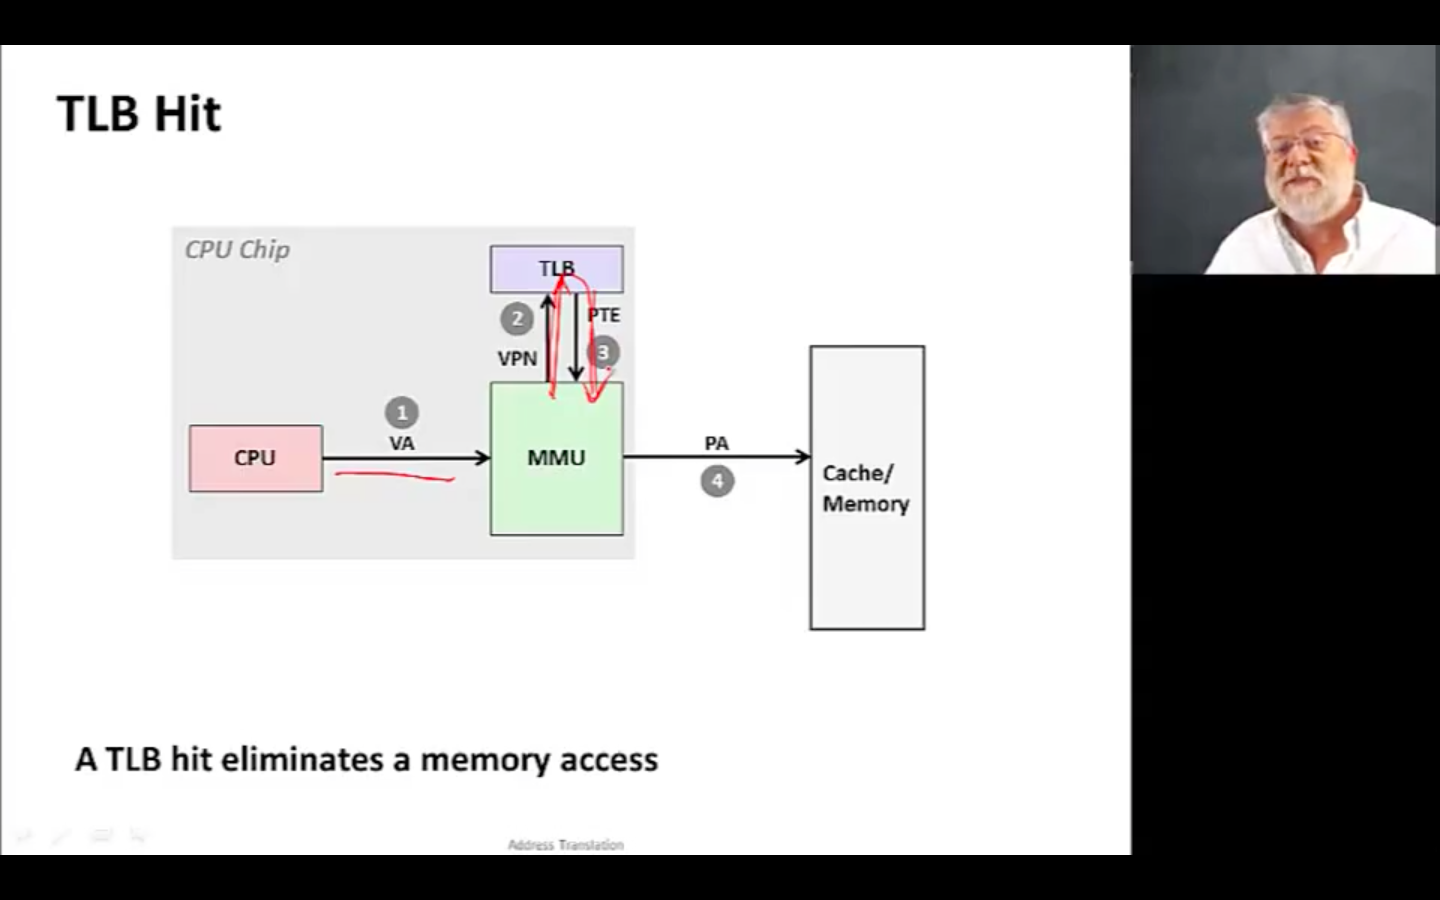 TLB Hit
CPU Chip
TLB
2
PTE
VPN
3
1
VA
CPU
MMU
PA
4
Cache/
Memory
A TLB hit eliminates a memory access
Address Translation